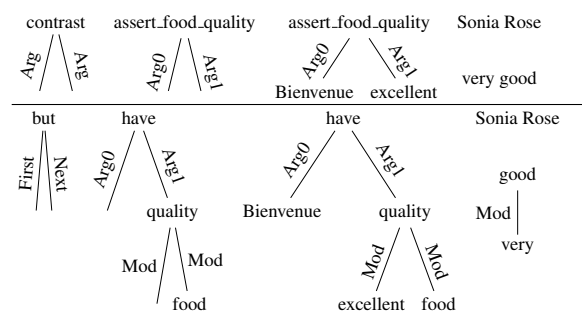 contrast assert_food_quality assert_food_quality Sonia Rose
Arg Arg Arg0 Arg1 Arg0 Arg1
very good
Bienvenue excellent
but have have Sonia Rose
First Next Arg0 Arg1 Arg0 Arg1
good
Mod
quality Bienvenue quality
very
Mod Mod Mod Mod
food excellent food